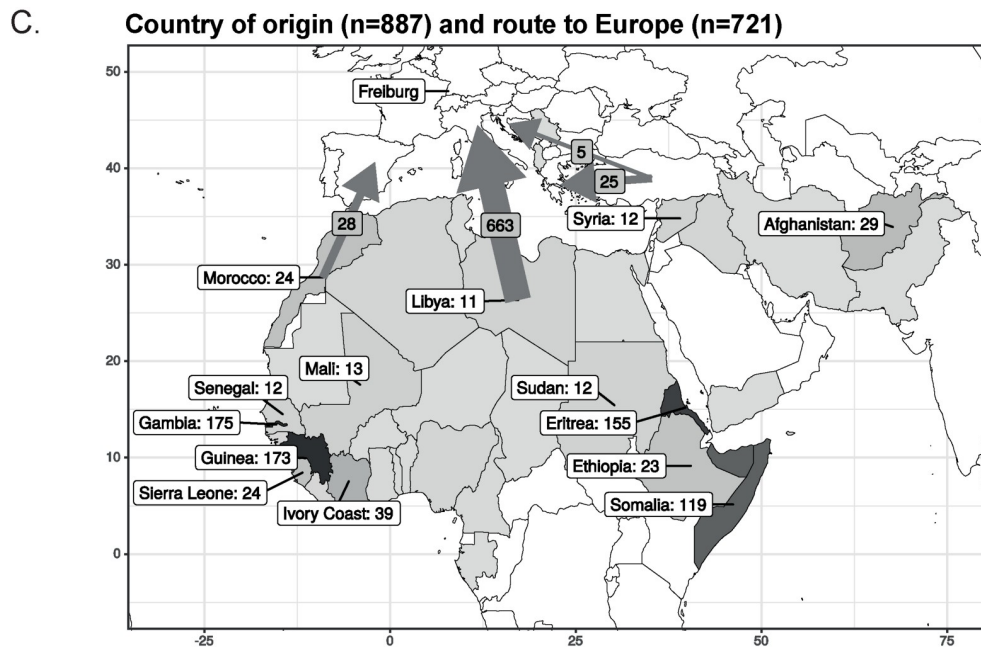 C.
Country of origin (n=887) and route to Europe (n=721)
50
Freiburg
5
40
25
28
663
Syria: 12
Afghanistan: 29
30
Morocco: 24
Libya: 11
20
Mali: 13
Senegal: 12
Sudan: 12
Gambia: 175
Eritrea: 155
10
Guinea: 173
Ethiopia: 23
Sierra Leone: 24
Ivory Coast: 39
Somalia: 119
0
-25
0
25
50
75